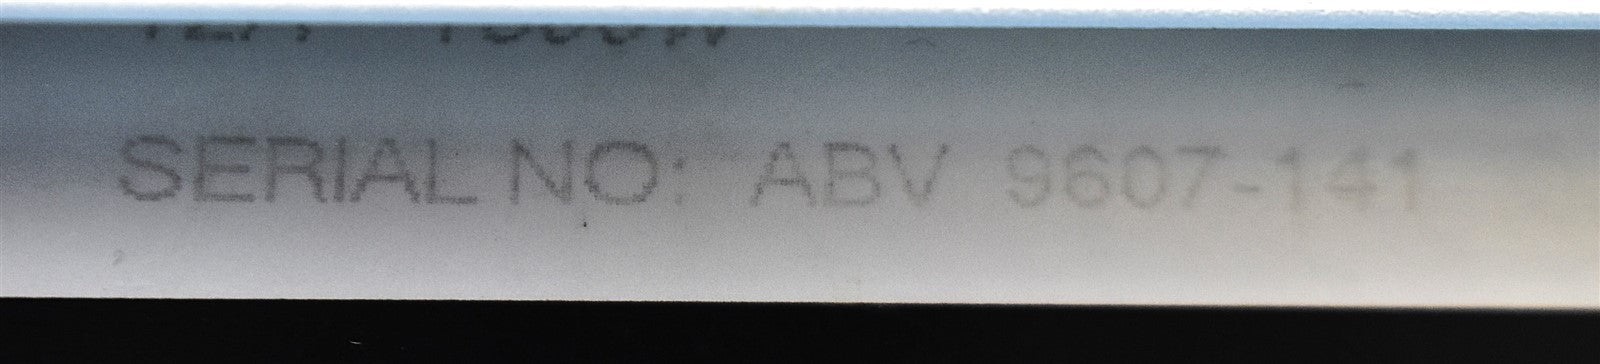 SERIAL NO: ABV 9607-141